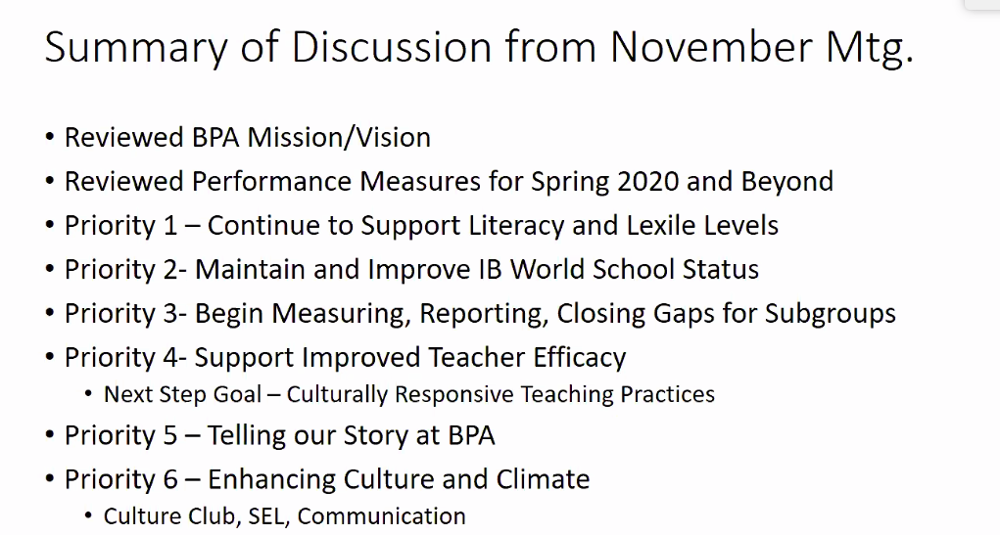 Summary of Discussion from November Mtg.
• Reviewed BPA Mission/Vision
• Reviewed Performance Measures for Spring 2020 and Beyond
• Priority 1 – Continue to Support Literacy and Lexile Levels
• Priority 2- Maintain and Improve IB World School Status
• Priority 3- Begin Measuring, Reporting, Closing Gaps for Subgroups
• Priority 4- Support Improved Teacher Efficacy
• Next Step Goal – Culturally Responsive Teaching Practices
• Priority 5 – Telling our Story at BPA
• Priority 6 – Enhancing Culture and Climate
• Culture Club, SEL, Communication